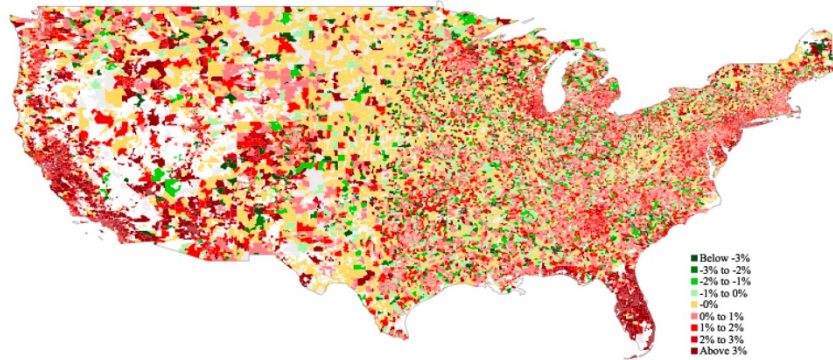 Below -3%
-3% to -2%
-2% to -1%
-1% to 0%
-0%
0% to 1%
1% to 2%
2% to 3%
Above 3%